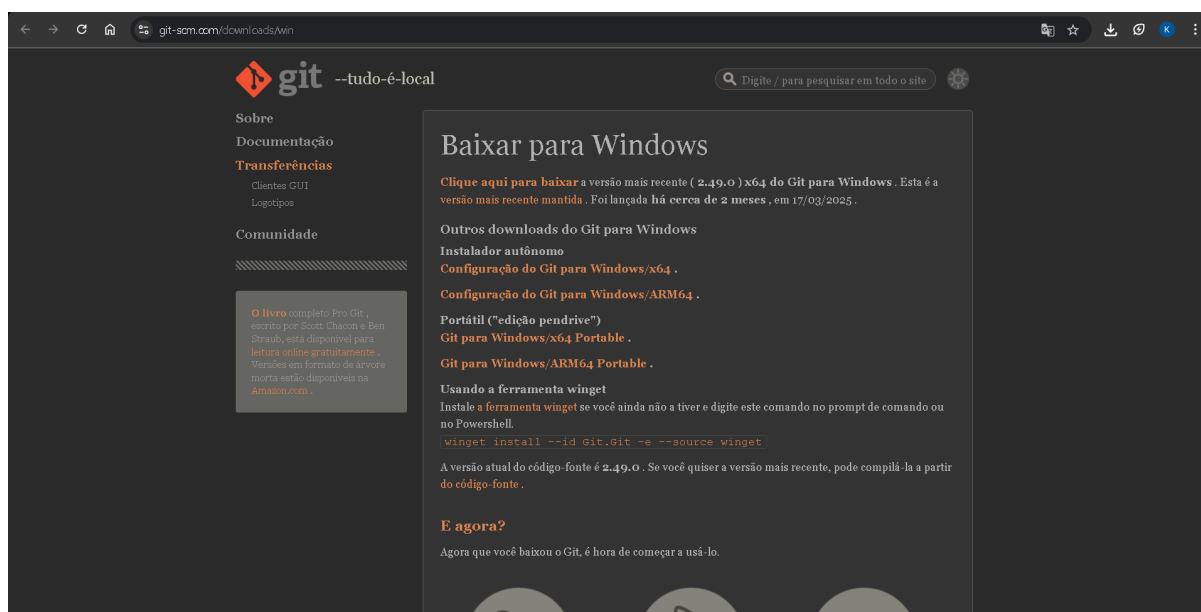 git-scm.com/downloads/win
K
git --tudo-é-local
Digite / para pesquisar em todo o site
Sobre
Documentação
Transferências
Clientes GUI
Logotipos
Comunidade
O livro completo Pro Git ,
escrito por Scott Chacon e Ben
Straub, está disponível para
leitura online gratuitamente .
Versões em formato de árvore
morta estão disponíveis na
Amazon.com .
Baixar para Windows
Clique aqui para baixar a versão mais recente ( 2.49.0 ) x64 do Git para Windows . Esta é a
versão mais recente mantida . Foi lançada há cerca de 2 meses , em 17/03/2025 .
Outros downloads do Git para Windows
Instalador autônomo
Configuração do Git para Windows/x64 .
Configuração do Git para Windows/ARM64 .
Portátil ("edição pendrive")
Git para Windows/x64 Portable .
Git para Windows/ARM64 Portable .
Usando a ferramenta winget
Instale a ferramenta winget se você ainda não a tiver e digite este comando no prompt de comando ou
no Powershell.
winget install --id Git.Git -e --source winget
A versão atual do código-fonte é 2.49.0 . Se você quiser a versão mais recente, pode compilá-la a partir
do código-fonte .
E agora?
Agora que você baixou o Git, é hora de começar a usá-lo.